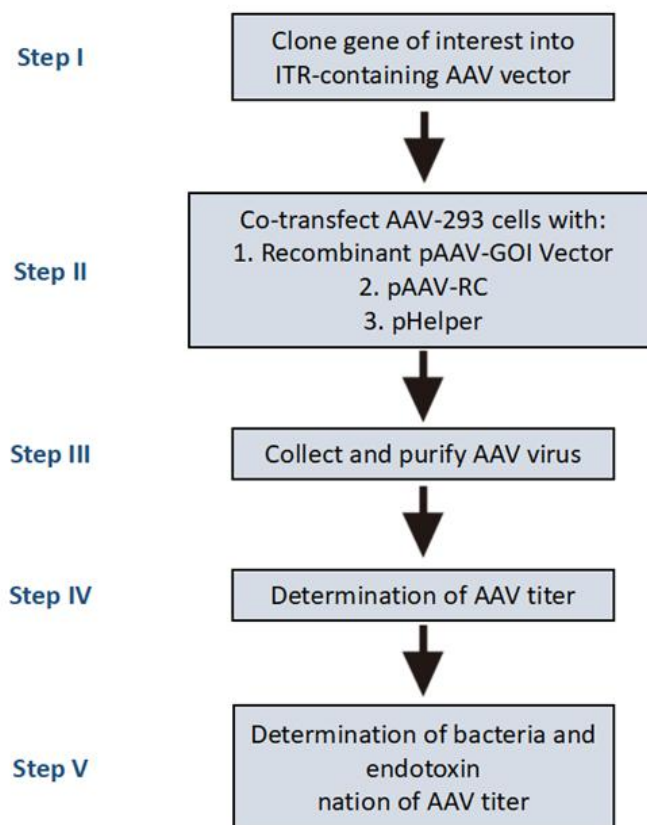 Step I
Clone gene of interest into
ITR-containing AAV vector
Step II
Co-transfect AAV-293 cells with:
1. Recombinant pAAV-GOI Vector
2. pAAV-RC
3. pHelper
Step III
Collect and purify AAV virus
Step IV
Determination of AAV titer
Step V
Determination of bacteria and
endotoxin
nation of AAV titer